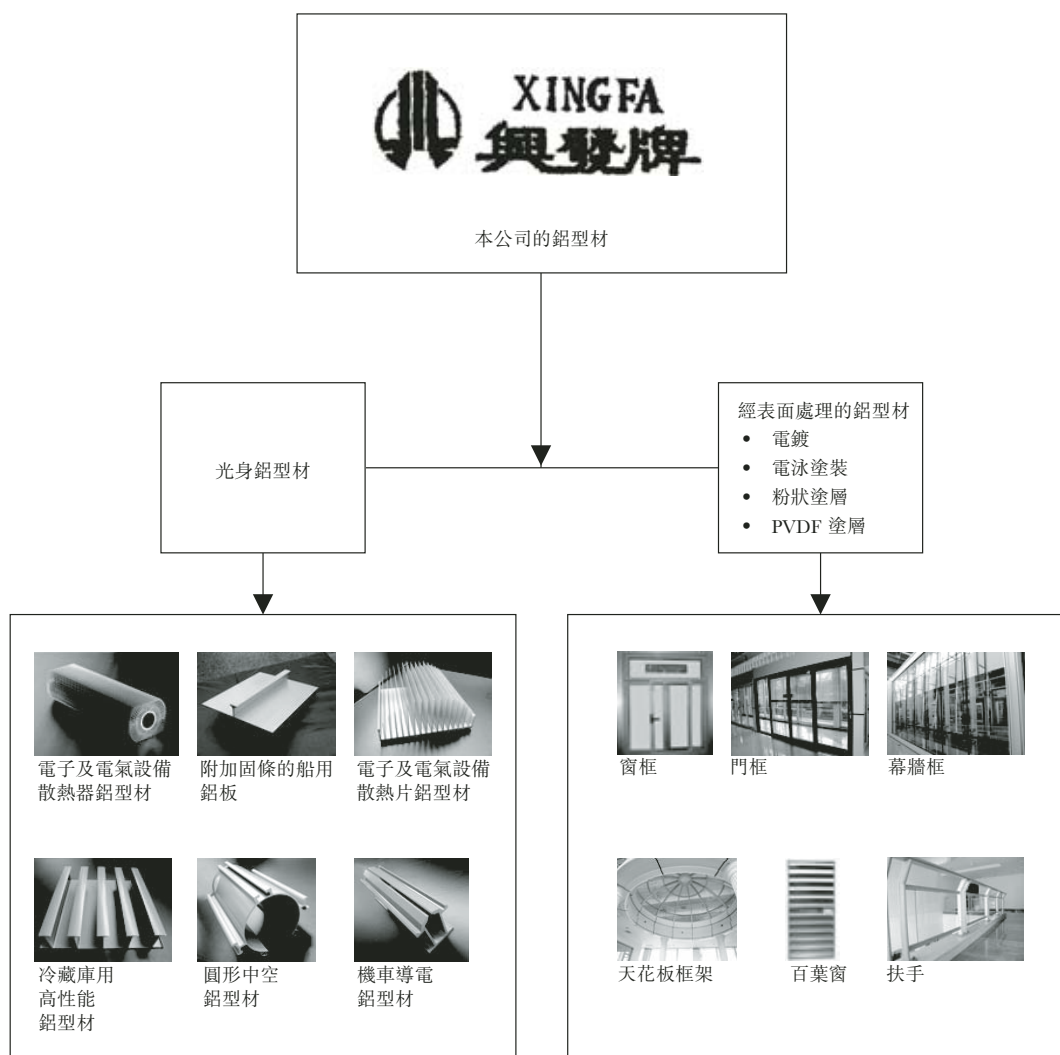 XINGFA
興發牌
本公司的鋁型材
光身鋁型材
經表面處理的鋁型材
• 電鍍
• 電泳塗裝
• 粉狀塗層
• PVDF 塗層
電子及電氣設備
散熱器鋁型材
附加固條的船用
鋁板
電子及電氣設備
散熱片鋁型材
冷藏庫用
高性能
鋁型材
圓形中空
鋁型材
機車導電
鋁型材
窗框
門框
幕牆框
天花板框架
百葉窗
扶手